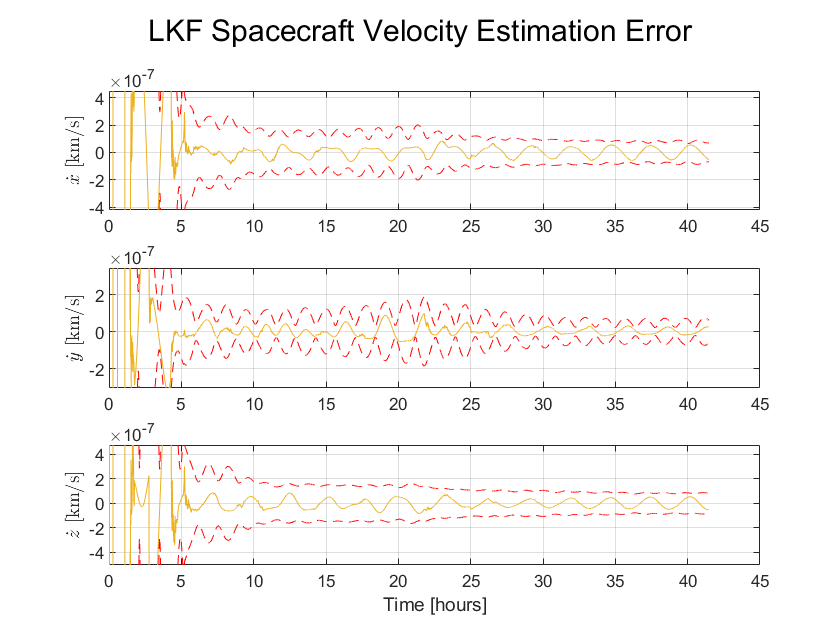 LKF Spacecraft Velocity Estimation Error
×10⁻⁷
4
2
0
-2
-4
ẋ [km/s]
0 5 10 15 20 25 30 35 40 45
×10⁻⁷
2
0
-2
ẏ [km/s]
0 5 10 15 20 25 30 35 40 45
×10⁻⁷
4
2
0
-2
-4
ż [km/s]
0 5 10 15 20 25 30 35 40 45
Time [hours]